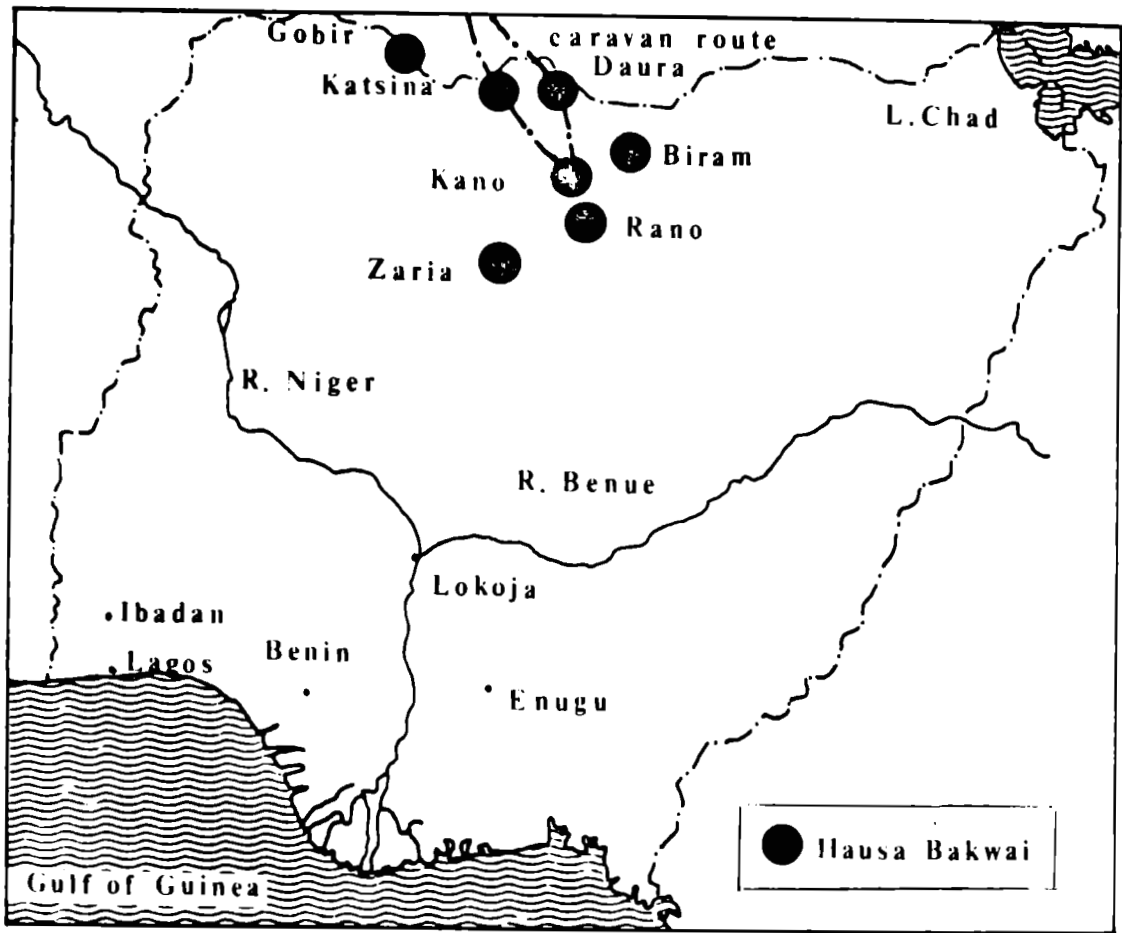 Gobir
caravan route
Katsina
Daura
L.Chad
Biram
Kano
Rano
Zaria
R. Niger
R. Benue
Lokoja
Ibadan
Benin
Lagos
Enugu
Hausa Bakwai
Gulf of Guinea